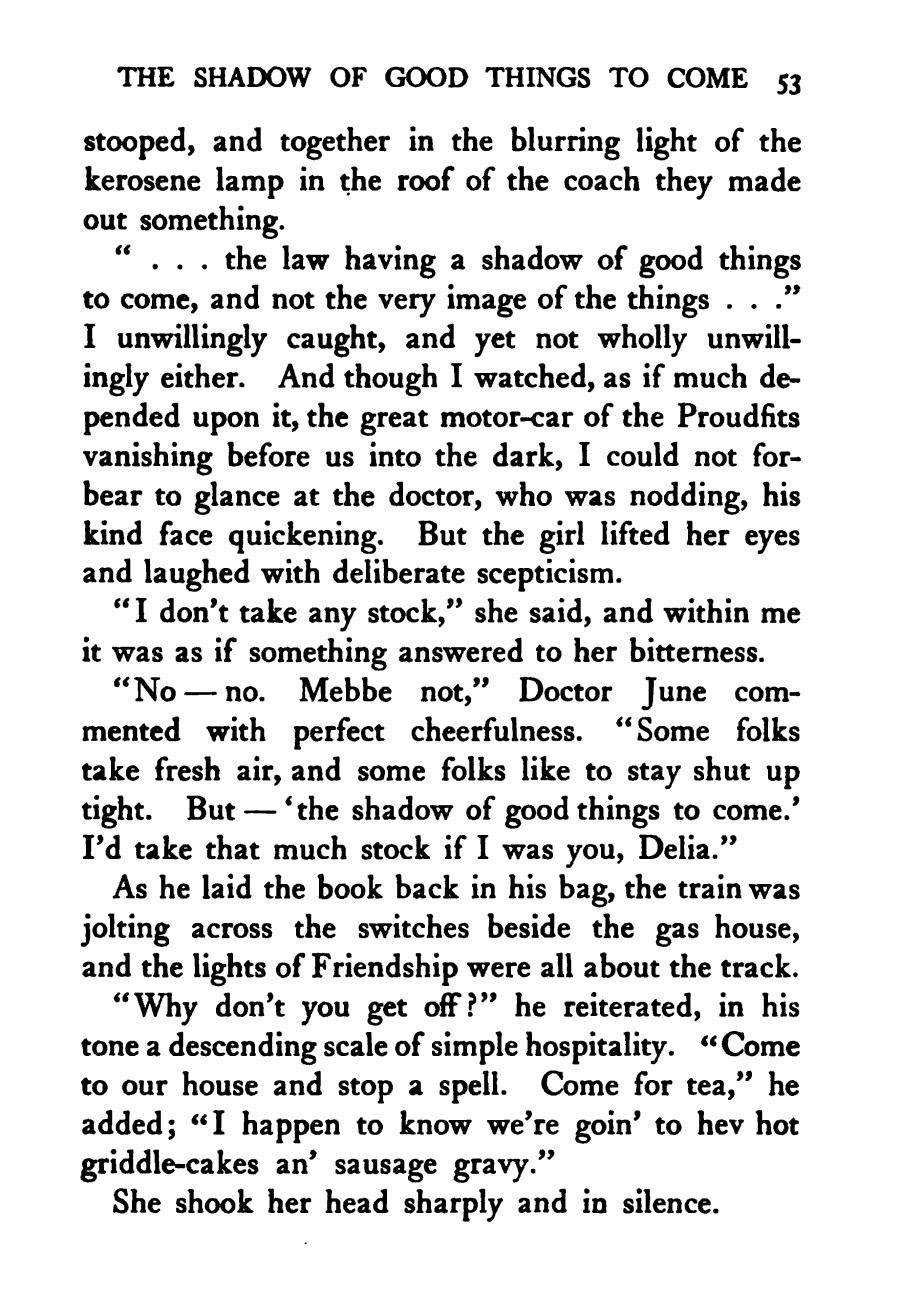 THE SHADOW OF GOOD THINGS TO COME 53
stooped, and together in the blurring light of the
kerosene lamp in the roof of the coach they made
out something.
" . . . the law having a shadow of good things
to come, and not the very image of the things . . ."
I unwillingly caught, and yet not wholly unwill-
ingly either. And though I watched, as if much de-
pended upon it, the great motor-car of the Proudfits
vanishing before us into the dark, I could not for-
bear to glance at the doctor, who was nodding, his
kind face quickening. But the girl lifted her eyes
and laughed with deliberate scepticism.
"I don't take any stock," she said, and within me
it was as if something answered to her bitterness.
"No — no. Mebbe not," Doctor June com-
mented with perfect cheerfulness. "Some folks
take fresh air, and some folks like to stay shut up
tight. But — 'the shadow of good things to come.'
I'd take that much stock if I was you, Delia."
As he laid the book back in his bag, the train was
jolting across the switches beside the gas house,
and the lights of Friendship were all about the track.
"Why don't you get off?" he reiterated, in his
tone a descending scale of simple hospitality. "Come
to our house and stop a spell. Come for tea," he
added; "I happen to know we're goin' to hev hot
griddle-cakes an' sausage gravy."
She shook her head sharply and in silence.